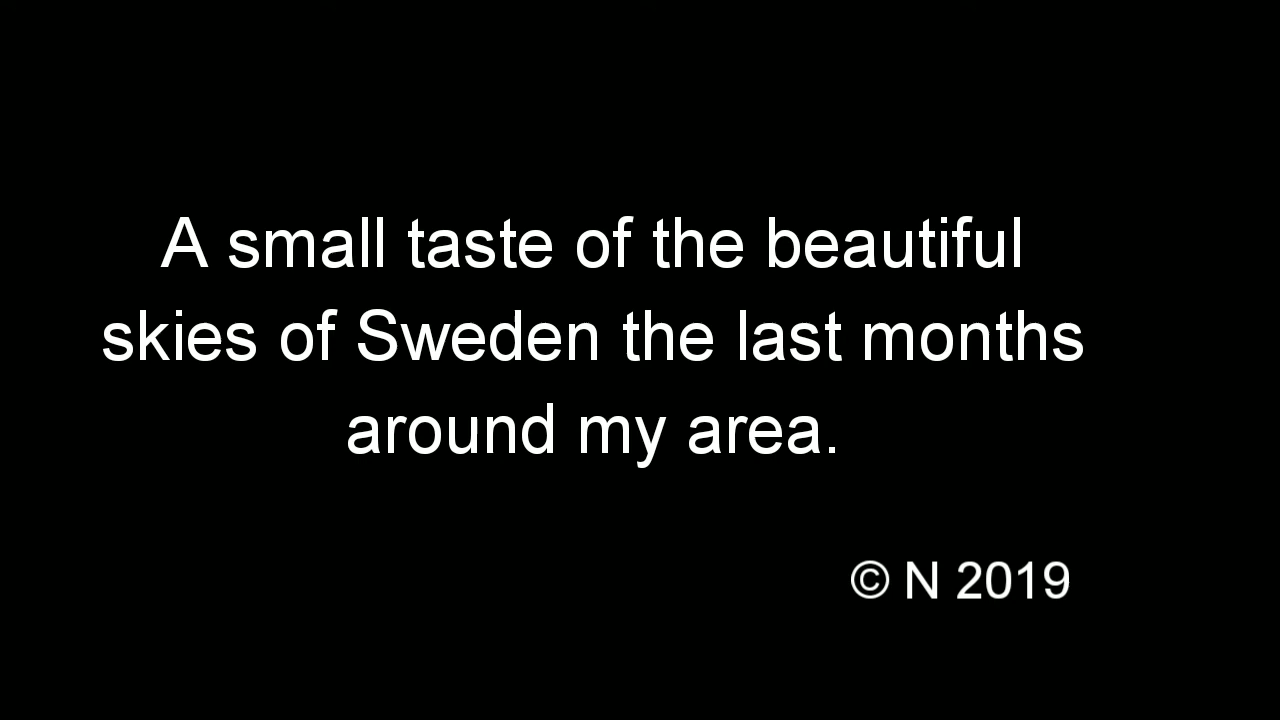 A small taste of the beautiful
skies of Sweden the last months
around my area.
© N 2019